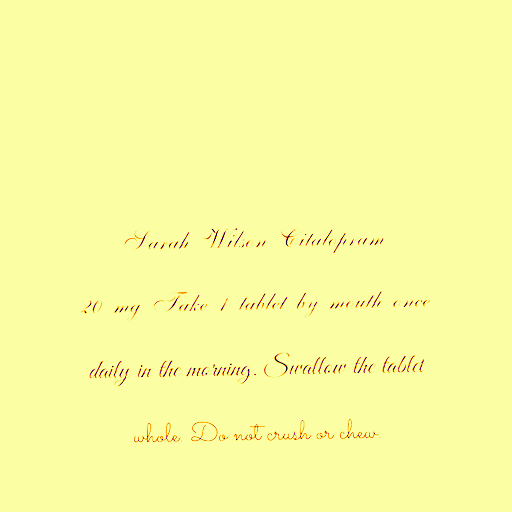 Sarah Wilson Citalopram
20 mg Take 1 tablet by mouth once
daily in the morning. Swallow the tablet
whole. Do not crush or chew.